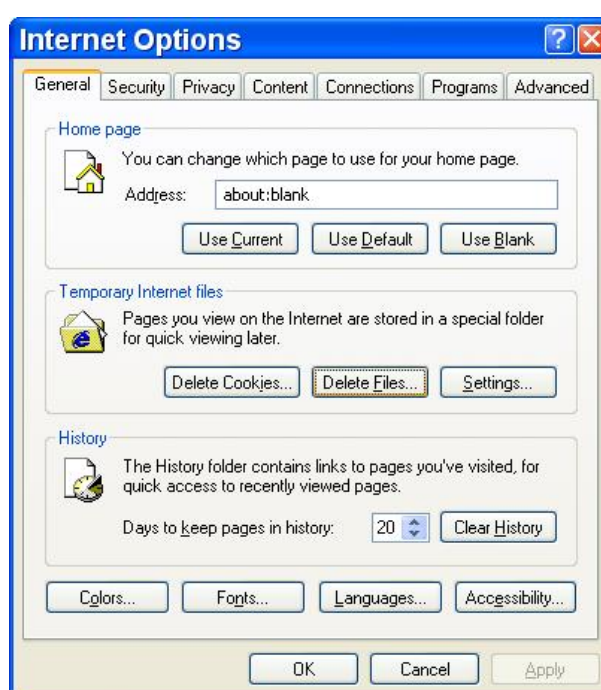 Internet Options
General Security Privacy Content Connections Programs Advanced
Home page
You can change which page to use for your home page.
Address: about:blank
Use Current Use Default Use Blank
Temporary Internet files
Pages you view on the Internet are stored in a special folder
for quick viewing later.
Delete Cookies... Delete Files... Settings...
History
The History folder contains links to pages you've visited, for
quick access to recently viewed pages.
Days to keep pages in history: 20 Clear History
Colors... Fonts... Languages... Accessibility...
OK Cancel Apply